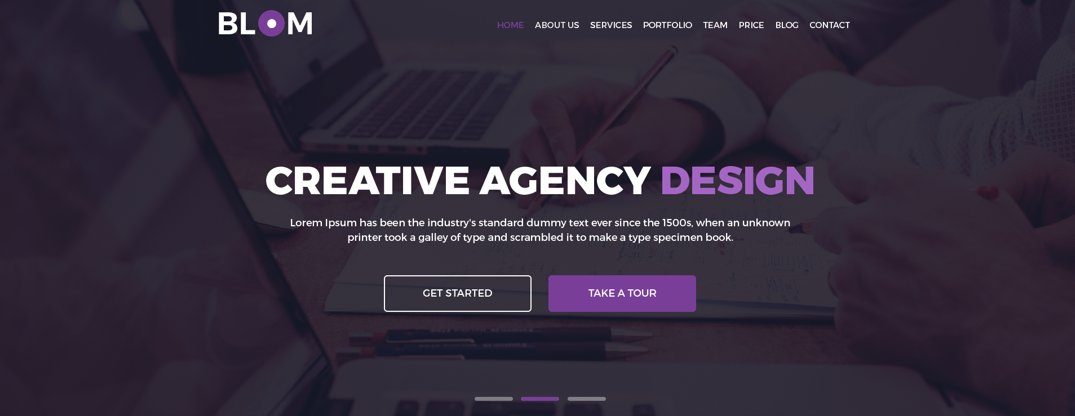 BLOM
HOME ABOUT US SERVICES PORTFOLIO TEAM PRICE BLOG CONTACT
CREATIVE AGENCY DESIGN
Lorem Ipsum has been the industry's standard dummy text ever since the 1500s, when an unknown
printer took a galley of type and scrambled it to make a type specimen book.
GET STARTED TAKE A TOUR